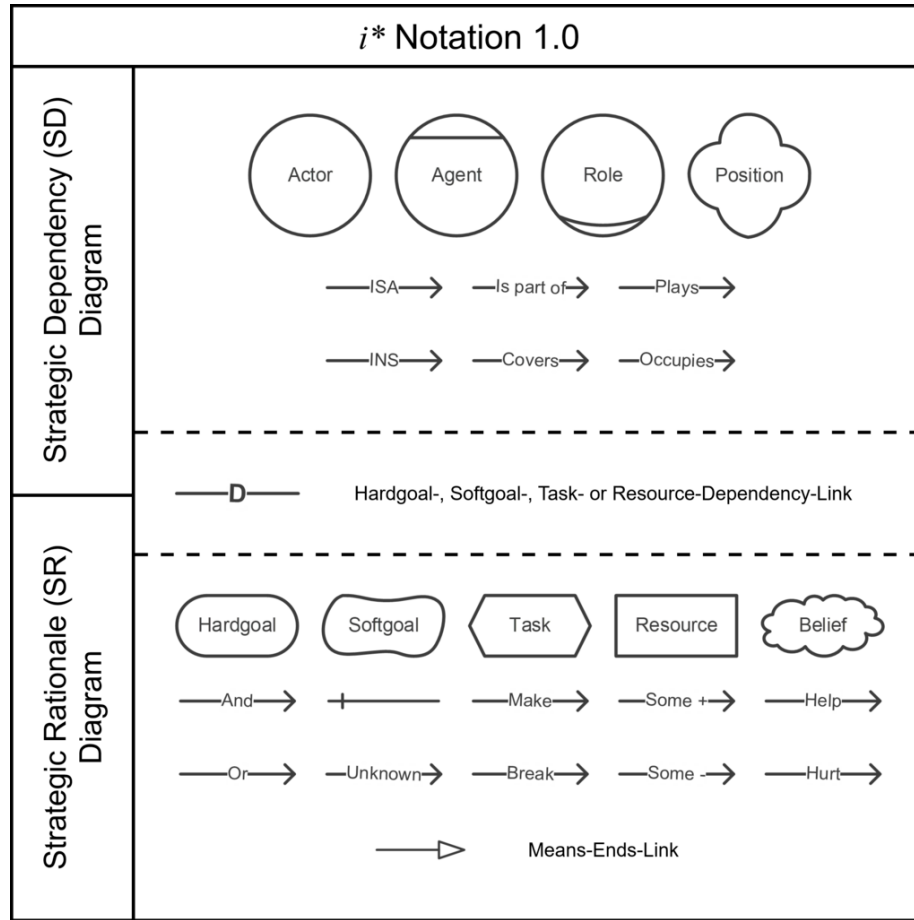 i* Notation 1.0
Strategic Dependency (SD)
Diagram
Actor
Agent
Role
Position
ISA
Is part of
Plays
INS
Covers
Occupies
D
Hardgoal-, Softgoal-, Task- or Resource-Dependency-Link
Strategic Rationale (SR)
Diagram
Hardgoal
Softgoal
Task
Resource
Belief
And
Make
Some +
Help
Or
Unknown
Break
Some -
Hurt
Means-Ends-Link